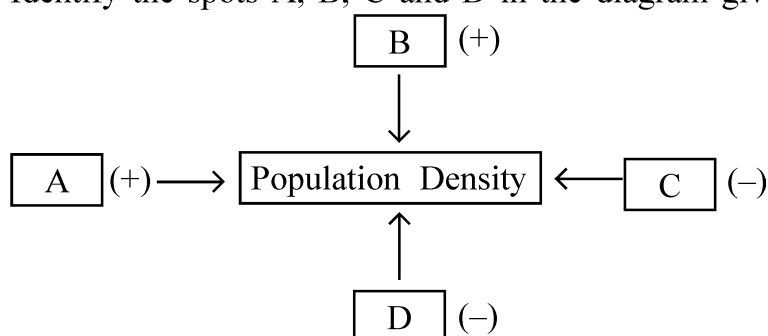 Identify the spots A, B, C and D in the diagram giv
B (+)
A (+) Population Density C (–)
D (–)